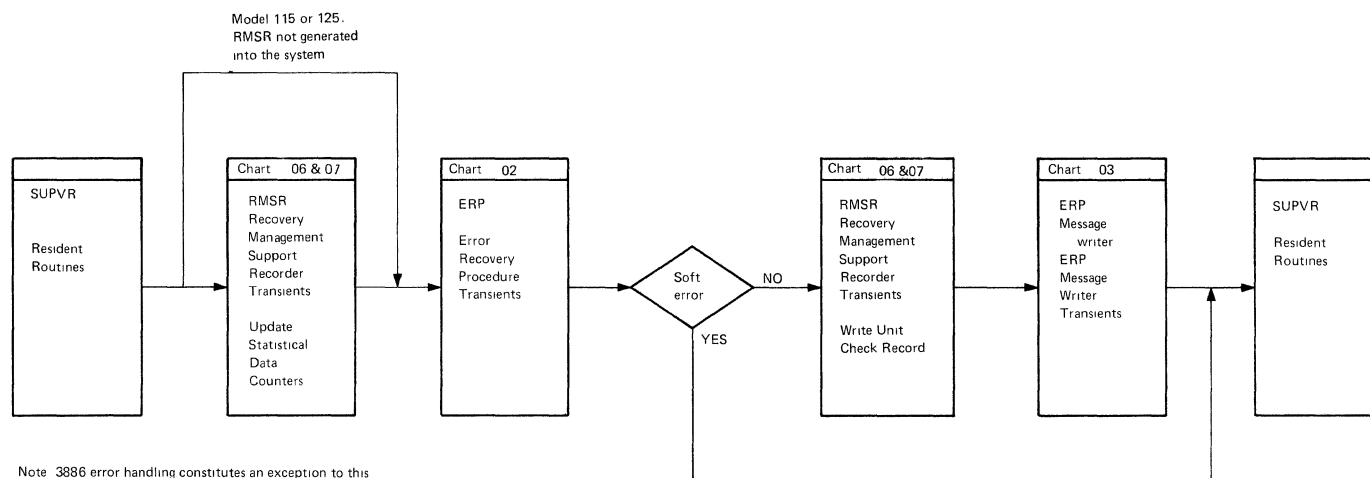 Model 115 or 125.
RMSR not generated
into the system
SUPVR
Resident
Routines
Chart 06 & 07
RMSR
Recovery
Management
Support
Recorder
Transients
Update
Statistical
Data
Counters
Chart 02
ERP
Error
Recovery
Procedure
Transients
Soft
error
NO
YES
Chart 06 &07
RMSR
Recovery
Management
Support
Recorder
Transients
Write Unit
Check Record
Chart 03
ERP
Message
writer
ERP
Message
Writer
Transients
SUPVR
Resident
Routines
Note 3886 error handling constitutes an exception to this